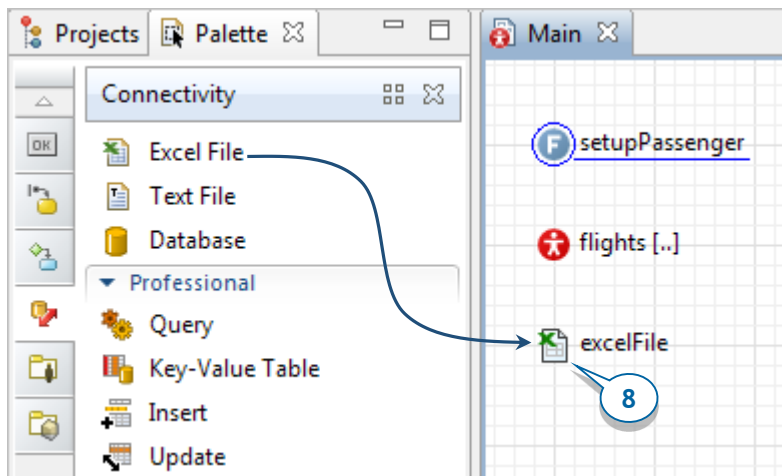 Projects
Palette
Connectivity
OK
Excel File
Text File
Database
Professional
Query
Key-Value Table
Insert
Update
Main
F
setupPassenger
flights [..]
excelFile
8